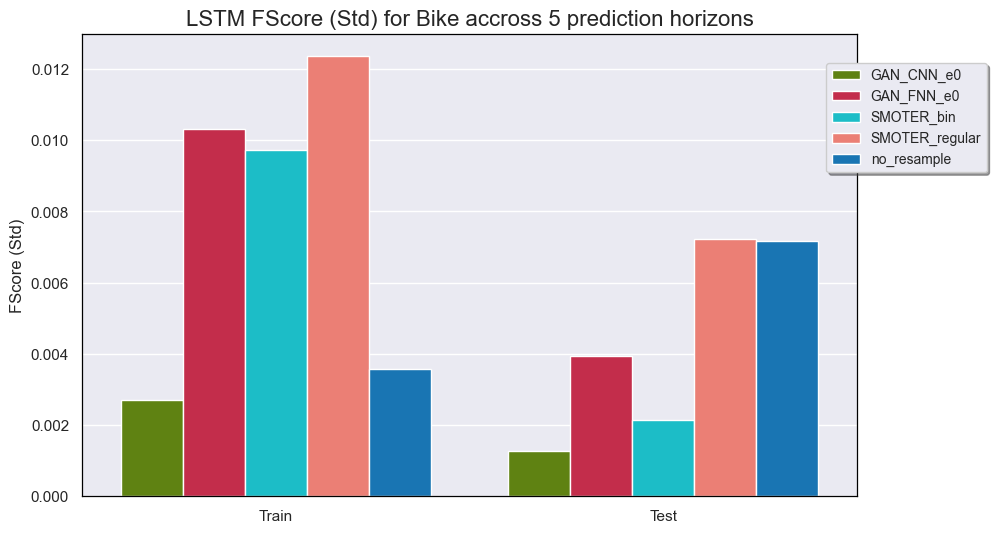 LSTM FScore (Std) for Bike accross 5 prediction horizons
FScore (Std)
0.012
0.010
0.008
0.006
0.004
0.002
0.000
Train
Test
GAN_CNN_e0
GAN_FNN_e0
SMOTER_bin
SMOTER_regular
no_resample